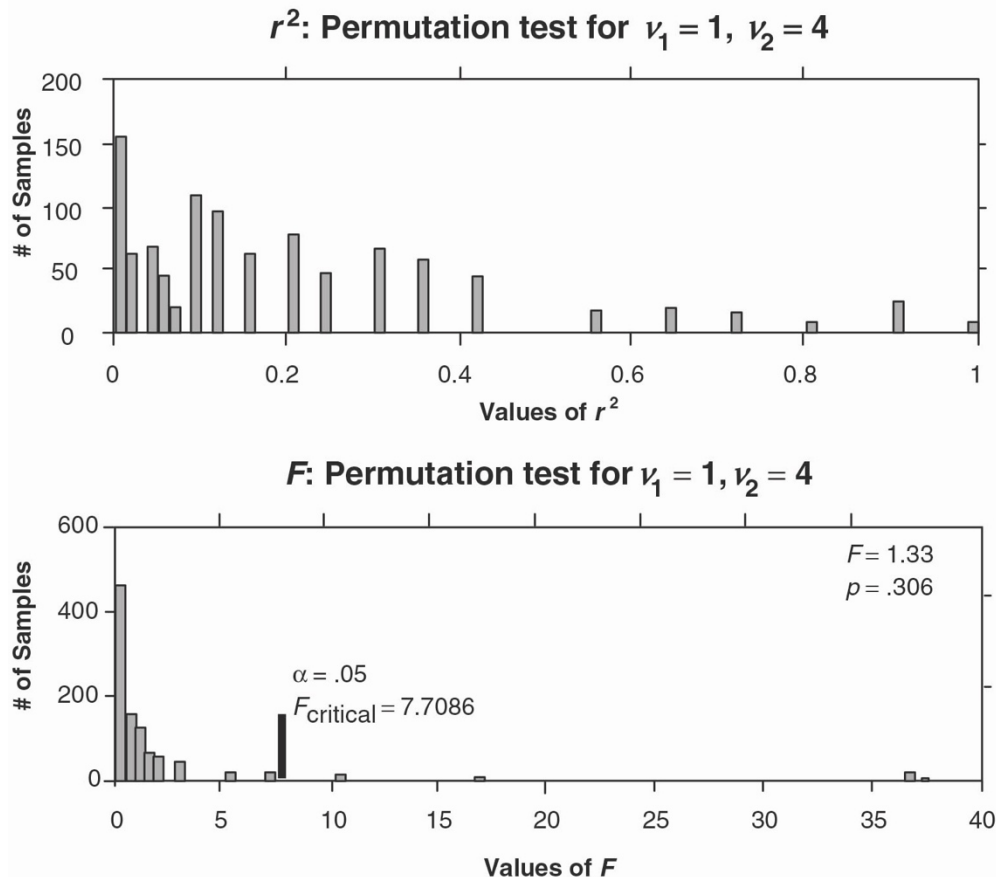 r²: Permutation test for ν₁ = 1, ν₂ = 4
200
150
100
50
0
# of Samples
0 0.2 0.4 0.6 0.8 1
Values of r²
F: Permutation test for ν₁ = 1, ν₂ = 4
600
400
200
0
# of Samples
F = 1.33
p = .306
α = .05
Fcritical = 7.7086
0 5 10 15 20 25 30 35 40
Values of F